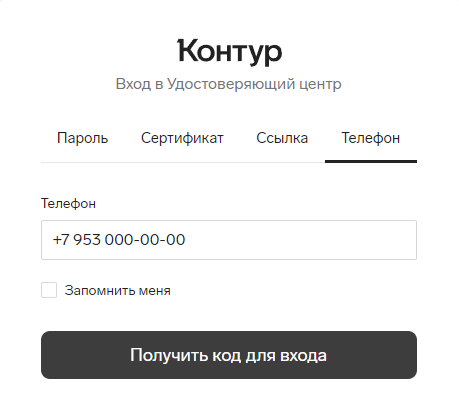 Контур
Вход в Удостоверяющий центр
Пароль Сертификат Ссылка Телефон
Телефон
+7 953 000-00-00
Запомнить меня
Получить код для входа